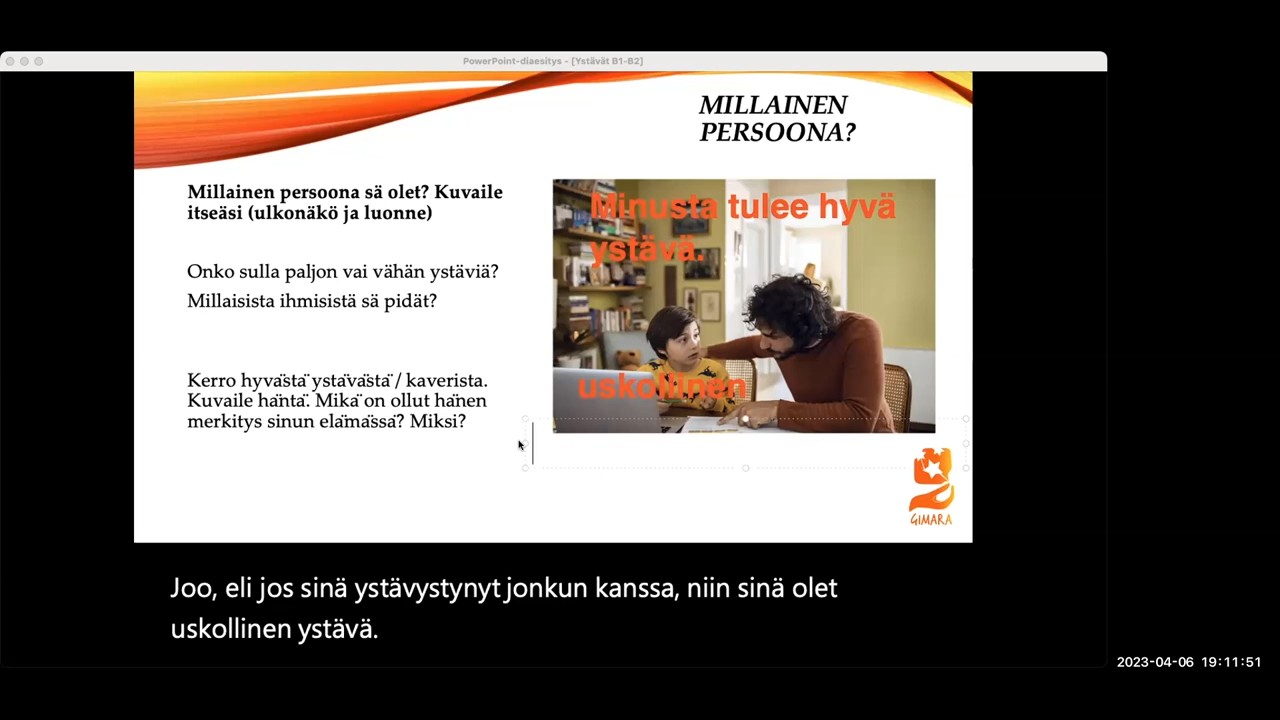 PowerPoint-diaesitys - [Ystävät B1-B2]
MILLAINEN
PERSOONA?
Millainen persoona sä olet? Kuvaile
itseäsi (ulkonäkö ja luonne)
Onko sulla paljon vai vähän ystäviä?
Millaisista ihmisistä sä pidät?
Kerro hyvästä ystävästä / kaverista.
Kuvaile häntä. Mikä on ollut hänen
merkitys sinun elämässä? Miksi?
Minusta tulee hyvä
ystävä.
uskollinen
GIMARA
Joo, eli jos sinä ystävystynyt jonkun kanssa, niin sinä olet
uskollinen ystävä.
2023-04-06 19:11:51